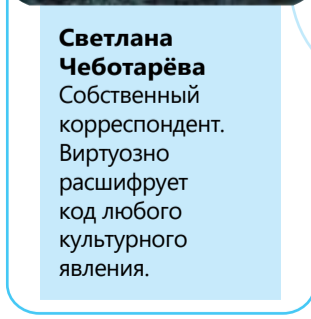 Светлана
Чеботарёва
Собственный
корреспондент.
Виртуозно
расшифрует
код любого
культурного
явления.